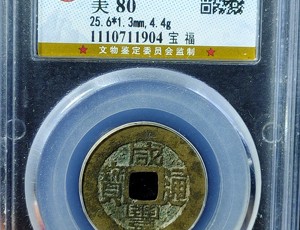 美 80
25.6*1.3mm, 4.4g
1110711904 宝 福
★ 文物鉴定委员会监制 ★
咸豐通寶